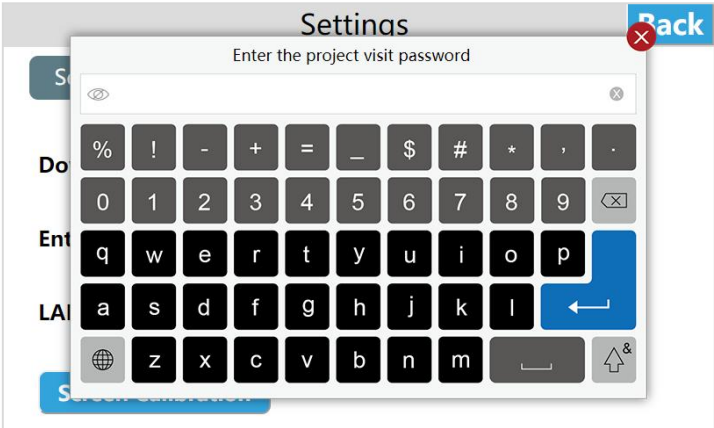 Settings
Back
Enter the project visit password
% ! - + = _ $ # * , .
0 1 2 3 4 5 6 7 8 9
q w e r t y u i o p
a s d f g h j k l
z x c v b n m &